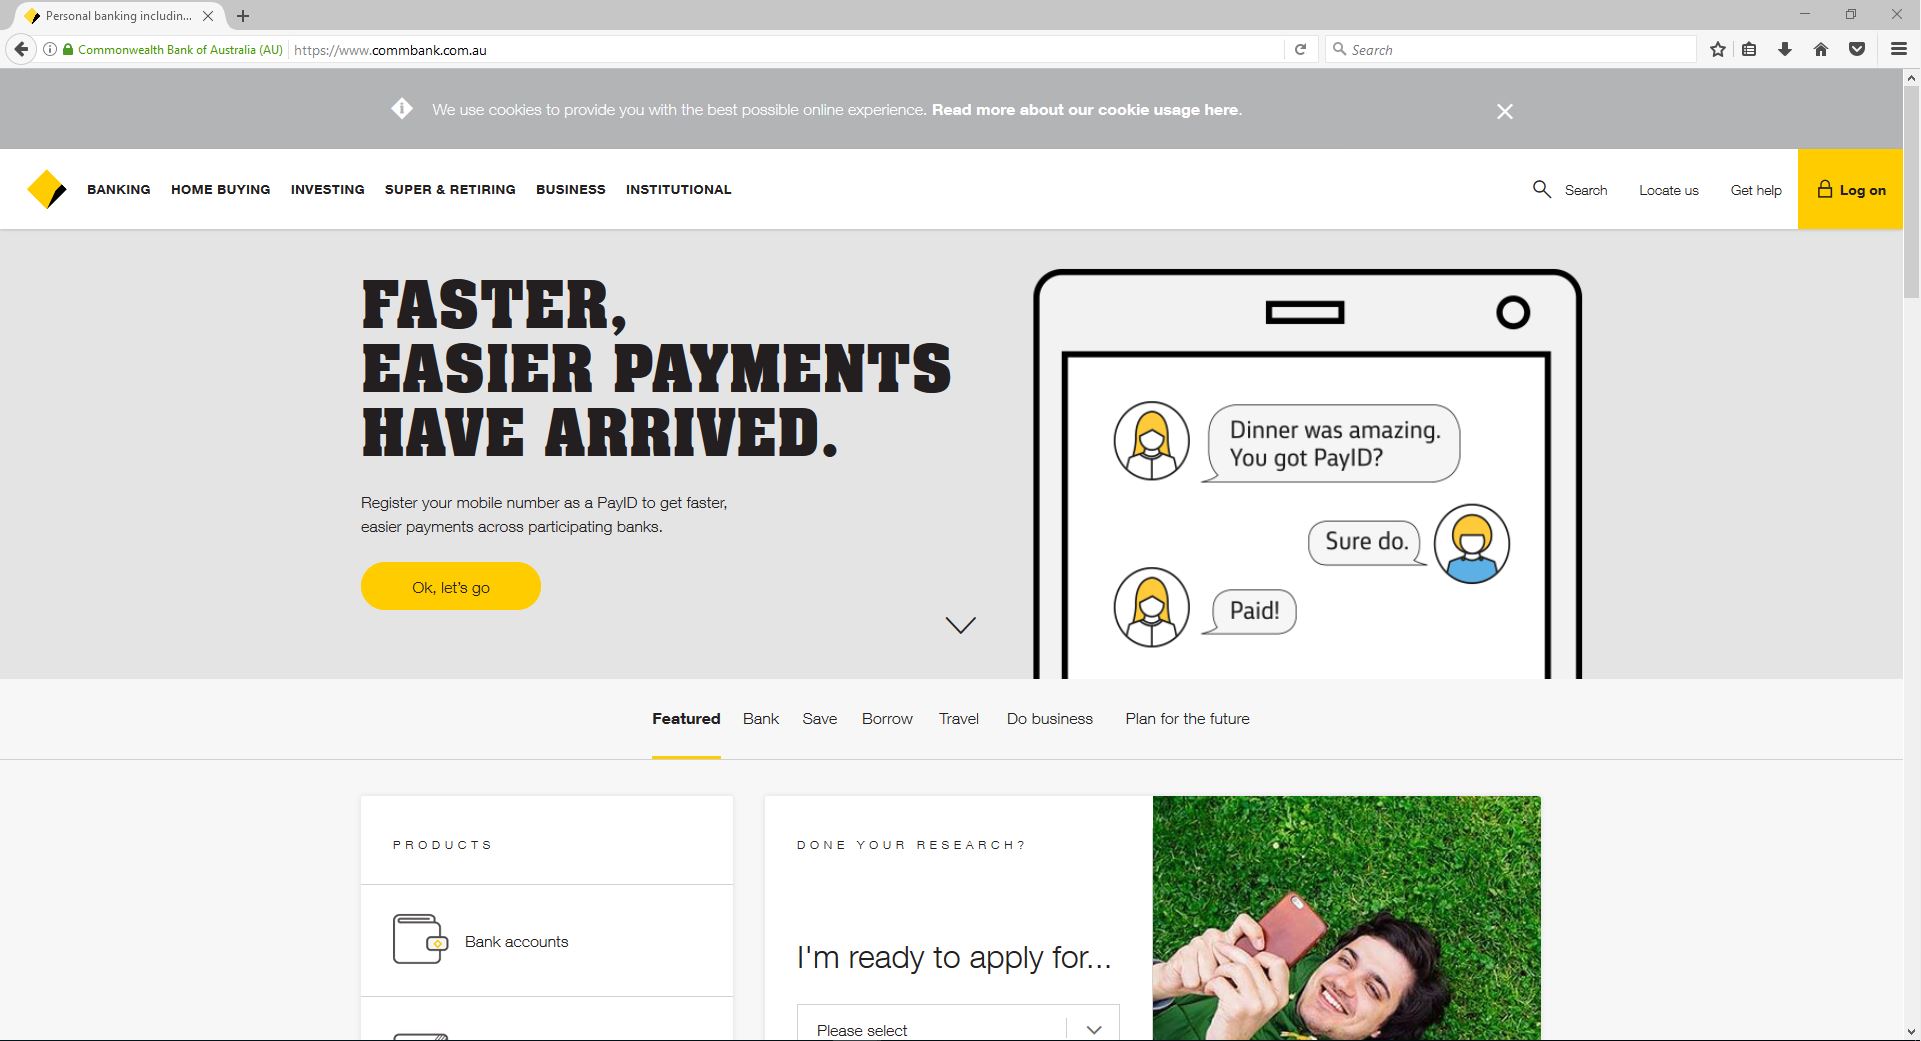 Personal banking includin...
Commonwealth Bank of Australia (AU)
https://www.commbank.com.au
Search
We use cookies to provide you with the best possible online experience. Read more about our cookie usage here.
BANKING
HOME BUYING
INVESTING
SUPER & RETIRING
BUSINESS
INSTITUTIONAL
Search
Locate us
Get help
Log on
FASTER,
EASIER PAYMENTS
HAVE ARRIVED.
Register your mobile number as a PayID to get faster,
easier payments across participating banks.
Ok, let's go
Dinner was amazing.
You got PayID?
Sure do.
Paid!
Featured
Bank
Save
Borrow
Travel
Do business
Plan for the future
PRODUCTS
Bank accounts
DONE YOUR RESEARCH?
I'm ready to apply for...
Please select